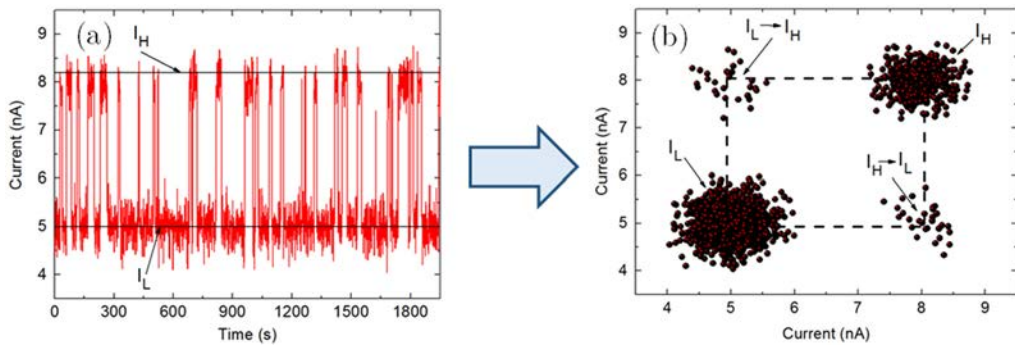 (a)
I_H
I_L
Current (nA)
9
8
7
6
5
4
0 300 600 900 1200 1500 1800
Time (s)
(b)
I_L→I_H
I_H
I_L
I_H→I_L
Current (nA)
9
8
7
6
5
4
4 5 6 7 8 9
Current (nA)